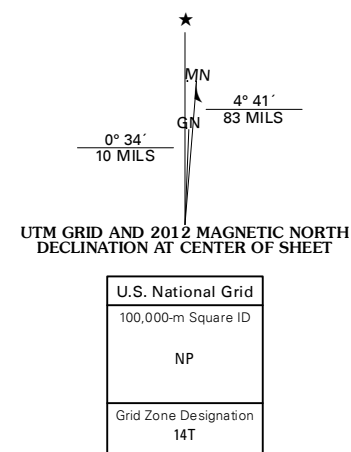 ★
MN
4° 41´
83 MILS
GN
0° 34´
10 MILS
UTM GRID AND 2012 MAGNETIC NORTH
DECLINATION AT CENTER OF SHEET
U.S. National Grid
100,000-m Square ID
NP
Grid Zone Designation
14T